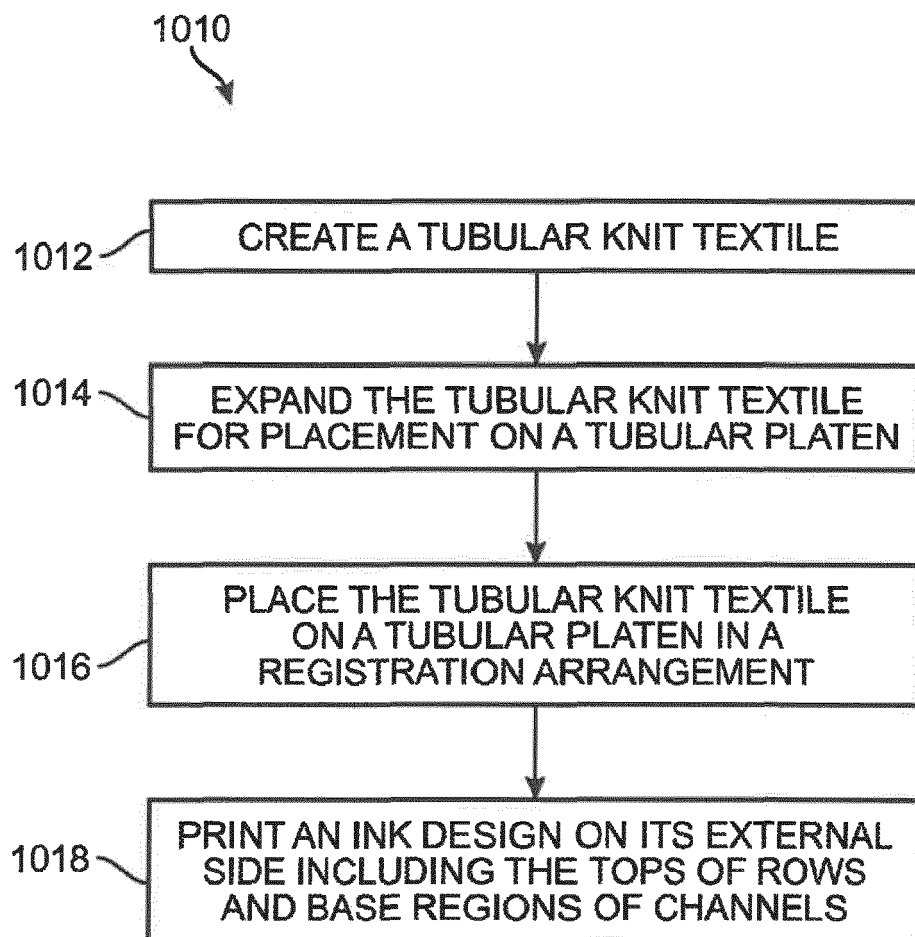 1010
1012
CREATE A TUBULAR KNIT TEXTILE
1014
EXPAND THE TUBULAR KNIT TEXTILE
FOR PLACEMENT ON A TUBULAR PLATEN
1016
PLACE THE TUBULAR KNIT TEXTILE
ON A TUBULAR PLATEN IN A
REGISTRATION ARRANGEMENT
1018
PRINT AN INK DESIGN ON ITS EXTERNAL
SIDE INCLUDING THE TOPS OF ROWS
AND BASE REGIONS OF CHANNELS